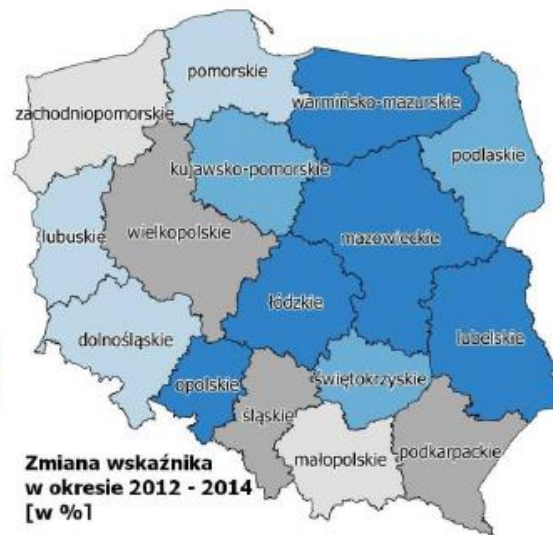 pomorskie
warmińsko-mazurskie
zachodniopomorskie
podlaskie
kujawsko-pomorskie
lubuskie
wielkopolskie
mazowieckie
łódzkie
dolnośląskie
lubelskie
opolskie
świętokrzyskie
śląskie
małopolskie
podkarpackie
Zmiana wskaźnika
w okresie 2012 - 2014
[w %]